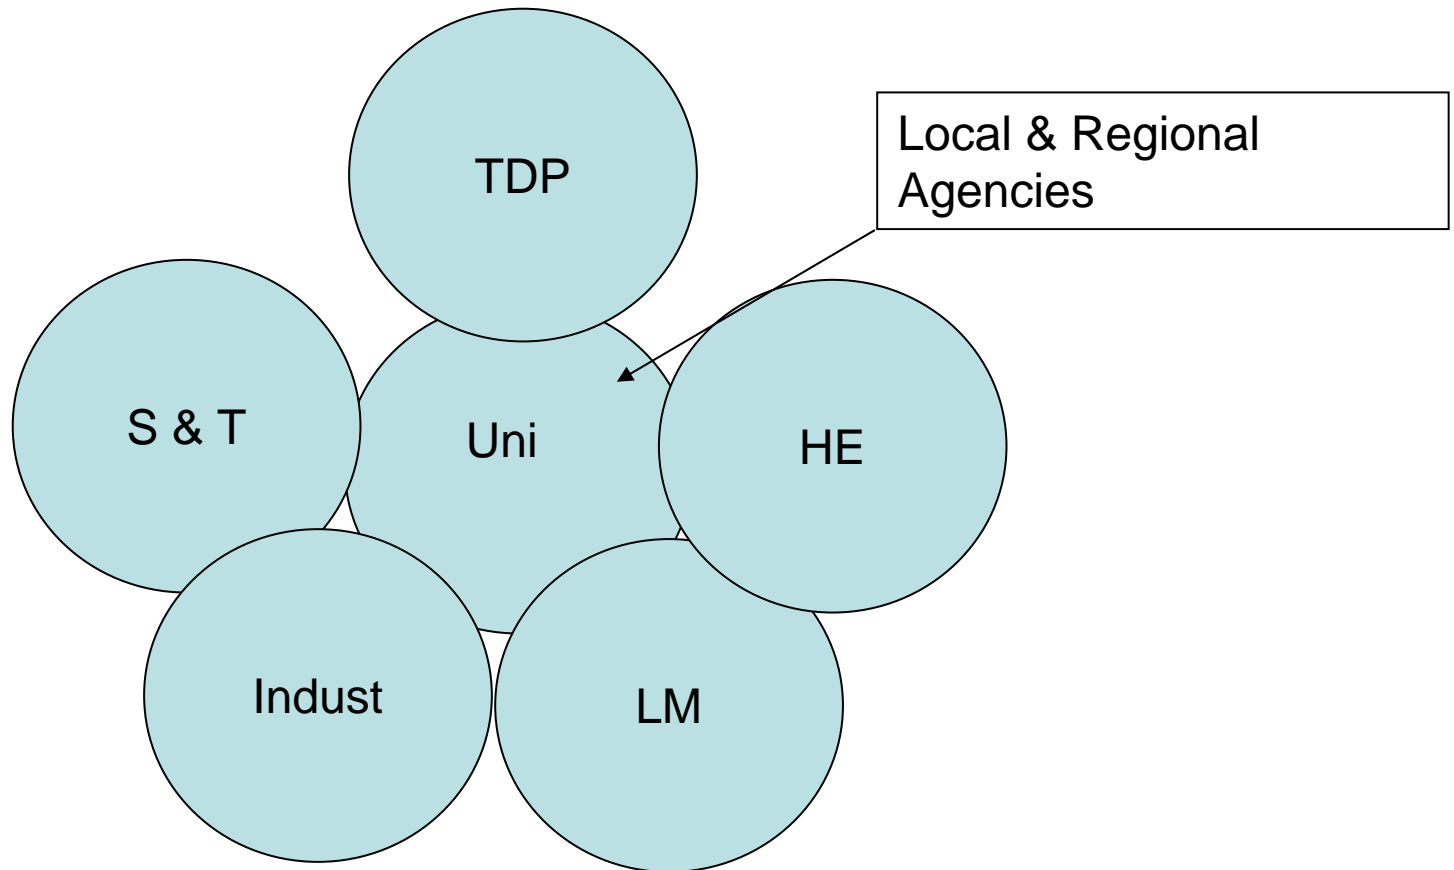 TDP
Local & Regional
Agencies
S & T
Uni
HE
Indust
LM